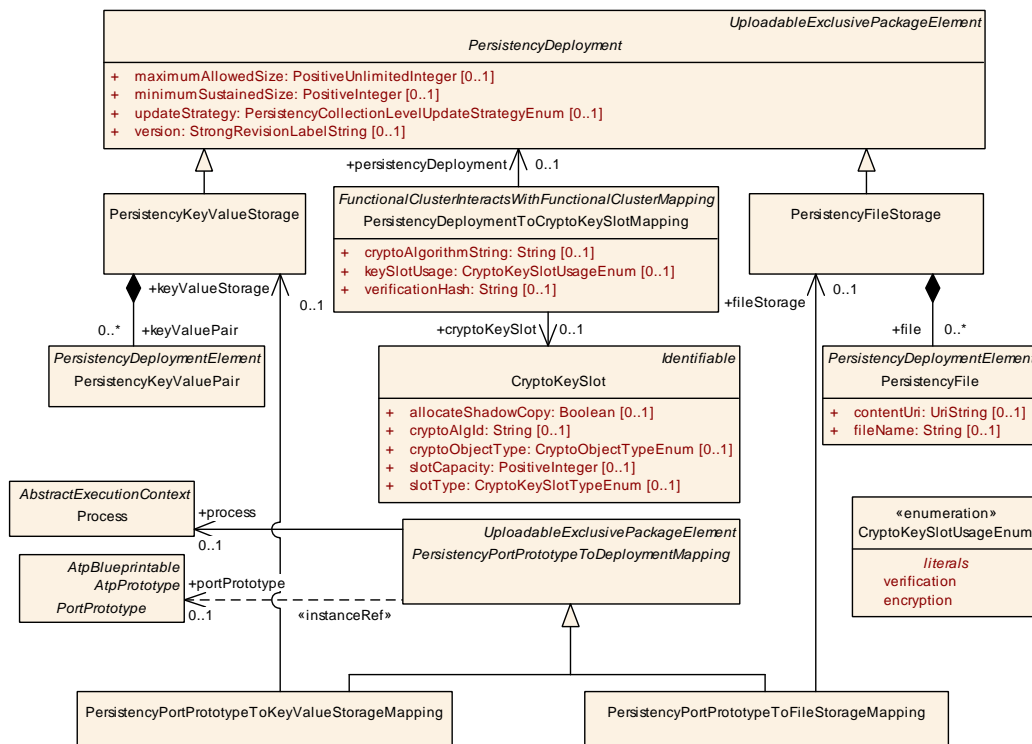 UploadableExclusivePackageElement
PersistencyDeployment
+ maximumAllowedSize: PositiveUnlimitedInteger [0..1]
+ minimumSustainedSize: PositiveInteger [0..1]
+ updateStrategy: PersistencyCollectionLevelUpdateStrategyEnum [0..1]
+ version: StrongRevisionLabelString [0..1]
+persistencyDeployment
0..1
PersistencyKeyValueStorage
FunctionalClusterInteractsWithFunctionalClusterMapping
PersistencyDeploymentToCryptoKeySlotMapping
+ cryptoAlgorithmString: String [0..1]
+ keySlotUsage: CryptoKeySlotUsageEnum [0..1]
+ verificationHash: String [0..1]
PersistencyFileStorage
+keyValueStorage
0..1
+fileStorage
0..1
0..*
+keyValuePair
+cryptoKeySlot
0..1
+file
0..*
PersistencyDeploymentElement
PersistencyKeyValuePair
Identifiable
CryptoKeySlot
+ allocateShadowCopy: Boolean [0..1]
+ cryptoAlgId: String [0..1]
+ cryptoObjectType: CryptoObjectTypeEnum [0..1]
+ slotCapacity: PositiveInteger [0..1]
+ slotType: CryptoKeySlotTypeEnum [0..1]
PersistencyDeploymentElement
PersistencyFile
+ contentUri: UriString [0..1]
+ fileName: String [0..1]
AbstractExecutionContext
Process
+process
0..1
UploadableExclusivePackageElement
PersistencyPortPrototypeToDeploymentMapping
«enumeration»
CryptoKeySlotUsageEnum
literals
verification
encryption
AtpBlueprintable
AtpPrototype
PortPrototype
+portPrototype
0..1
«instanceRef»
PersistencyPortPrototypeToKeyValueStorageMapping
PersistencyPortPrototypeToFileStorageMapping